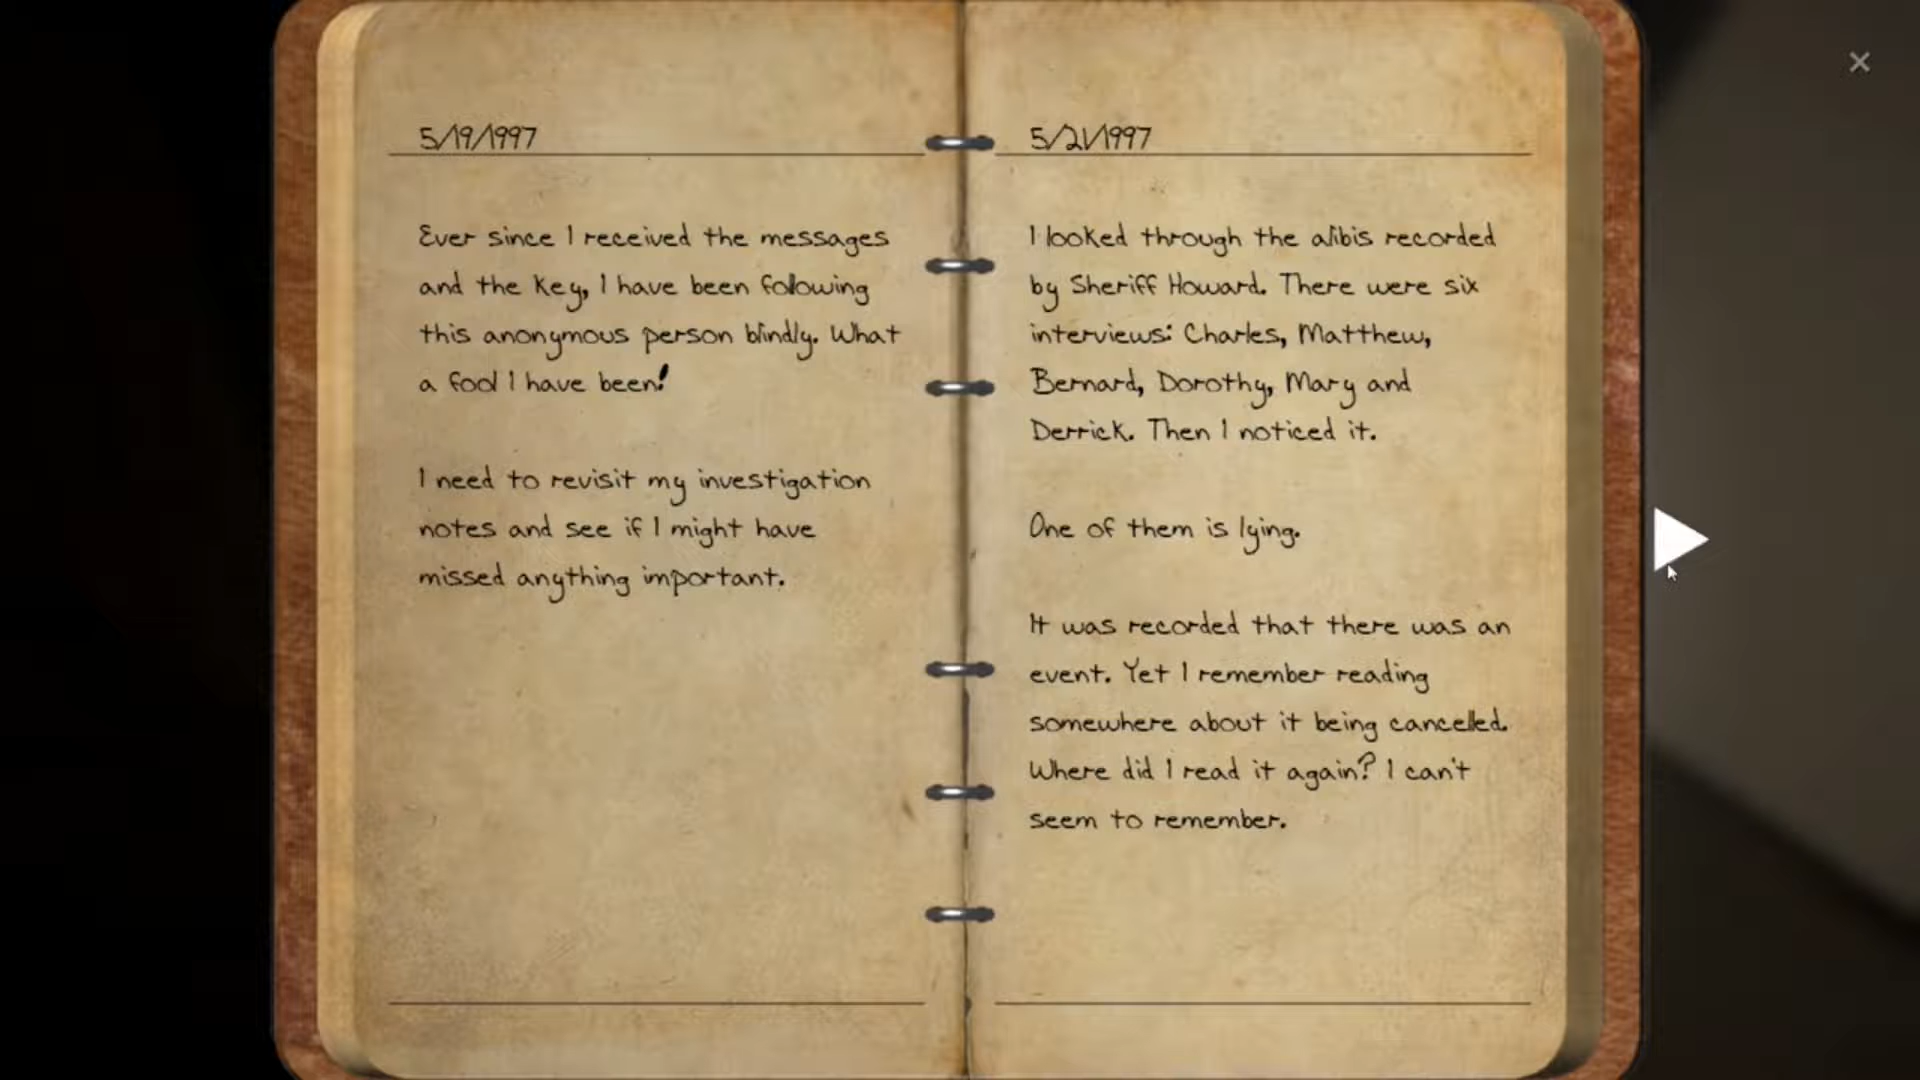 5/19/1997
Ever since I received the messages
and the key, I have been following
this anonymous person blindly. What
a fool I have been!
I need to revisit my investigation
notes and see if I might have
missed anything important.
5/21/1997
I looked through the alibis recorded
by Sheriff Howard. There were six
interviews: Charles, Matthew,
Bernard, Dorothy, Mary and
Derrick. Then I noticed it.
One of them is lying.
It was recorded that there was an
event. Yet I remember reading
somewhere about it being cancelled.
Where did I read it again? I can't
seem to remember.